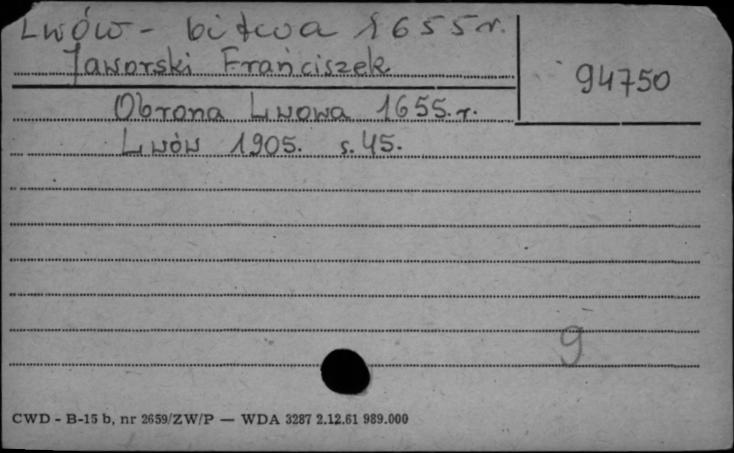 Lwów - bitwa 1655 r.
Jaworski Franciszek
94750
Obrona Lwowa 1655.r.
Lwów 1905. s. 45.
9
CWD - B-15 b, nr 2659/ZW/P — WDA 3287 2.12.61 989.000